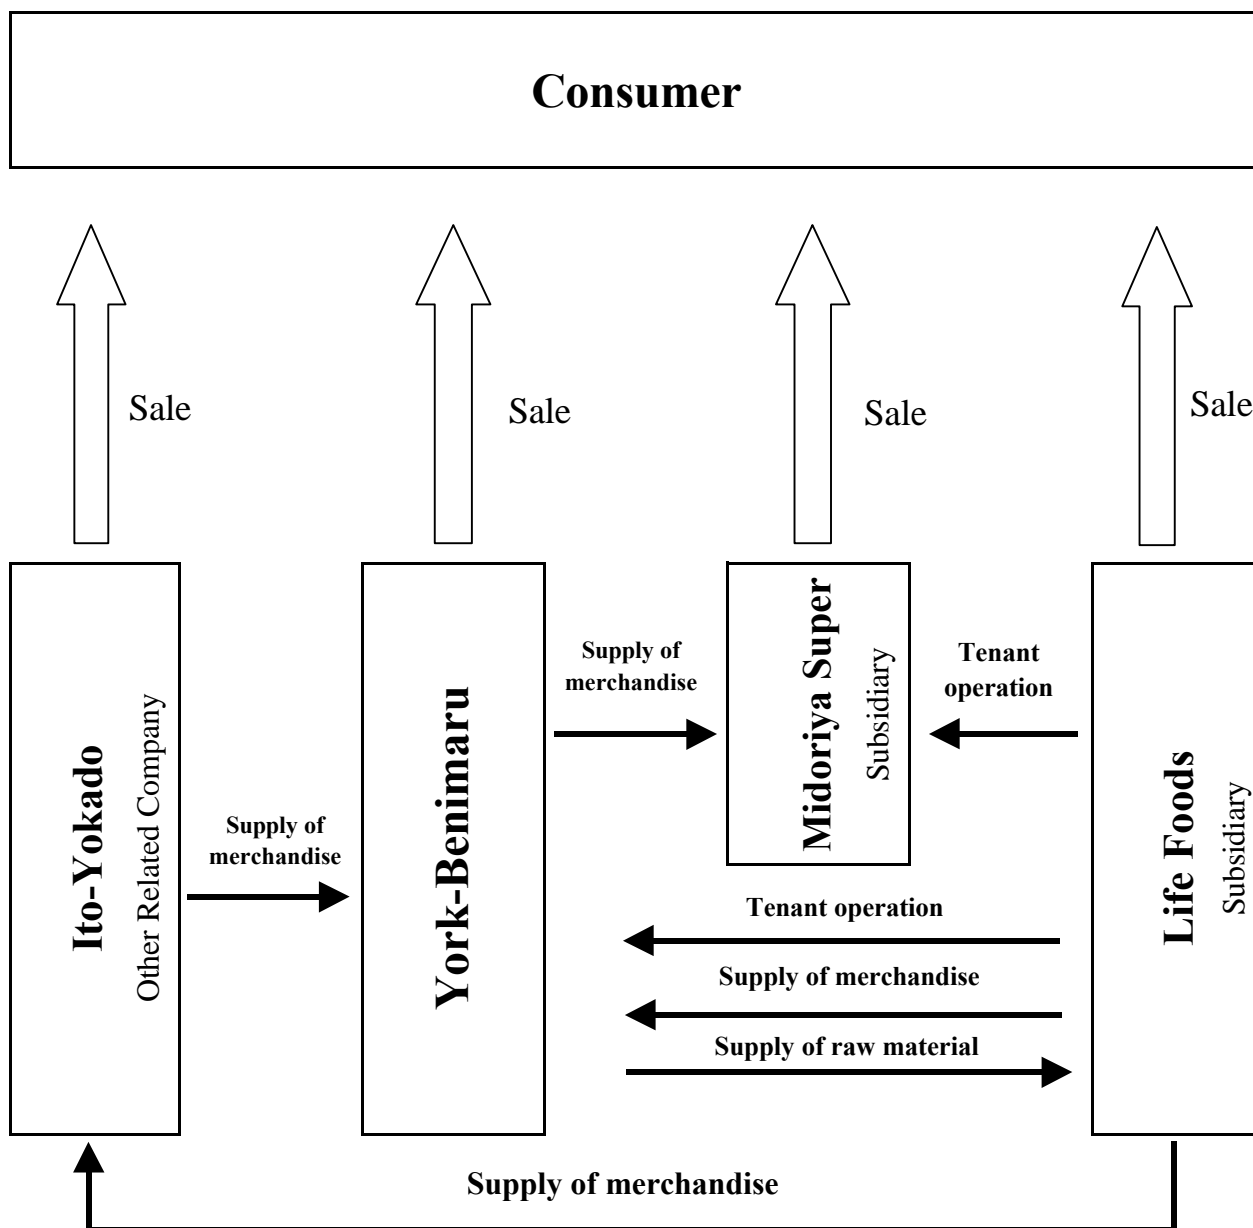 Consumer
Sale
Sale
Sale
Sale
Ito-Yokado
Other Related Company
Supply of
merchandise
York-Benimaru
Supply of
merchandise
Midoriya Super
Subsidiary
Tenant
operation
Life Foods
Subsidiary
Tenant operation
Supply of merchandise
Supply of raw material
Supply of merchandise